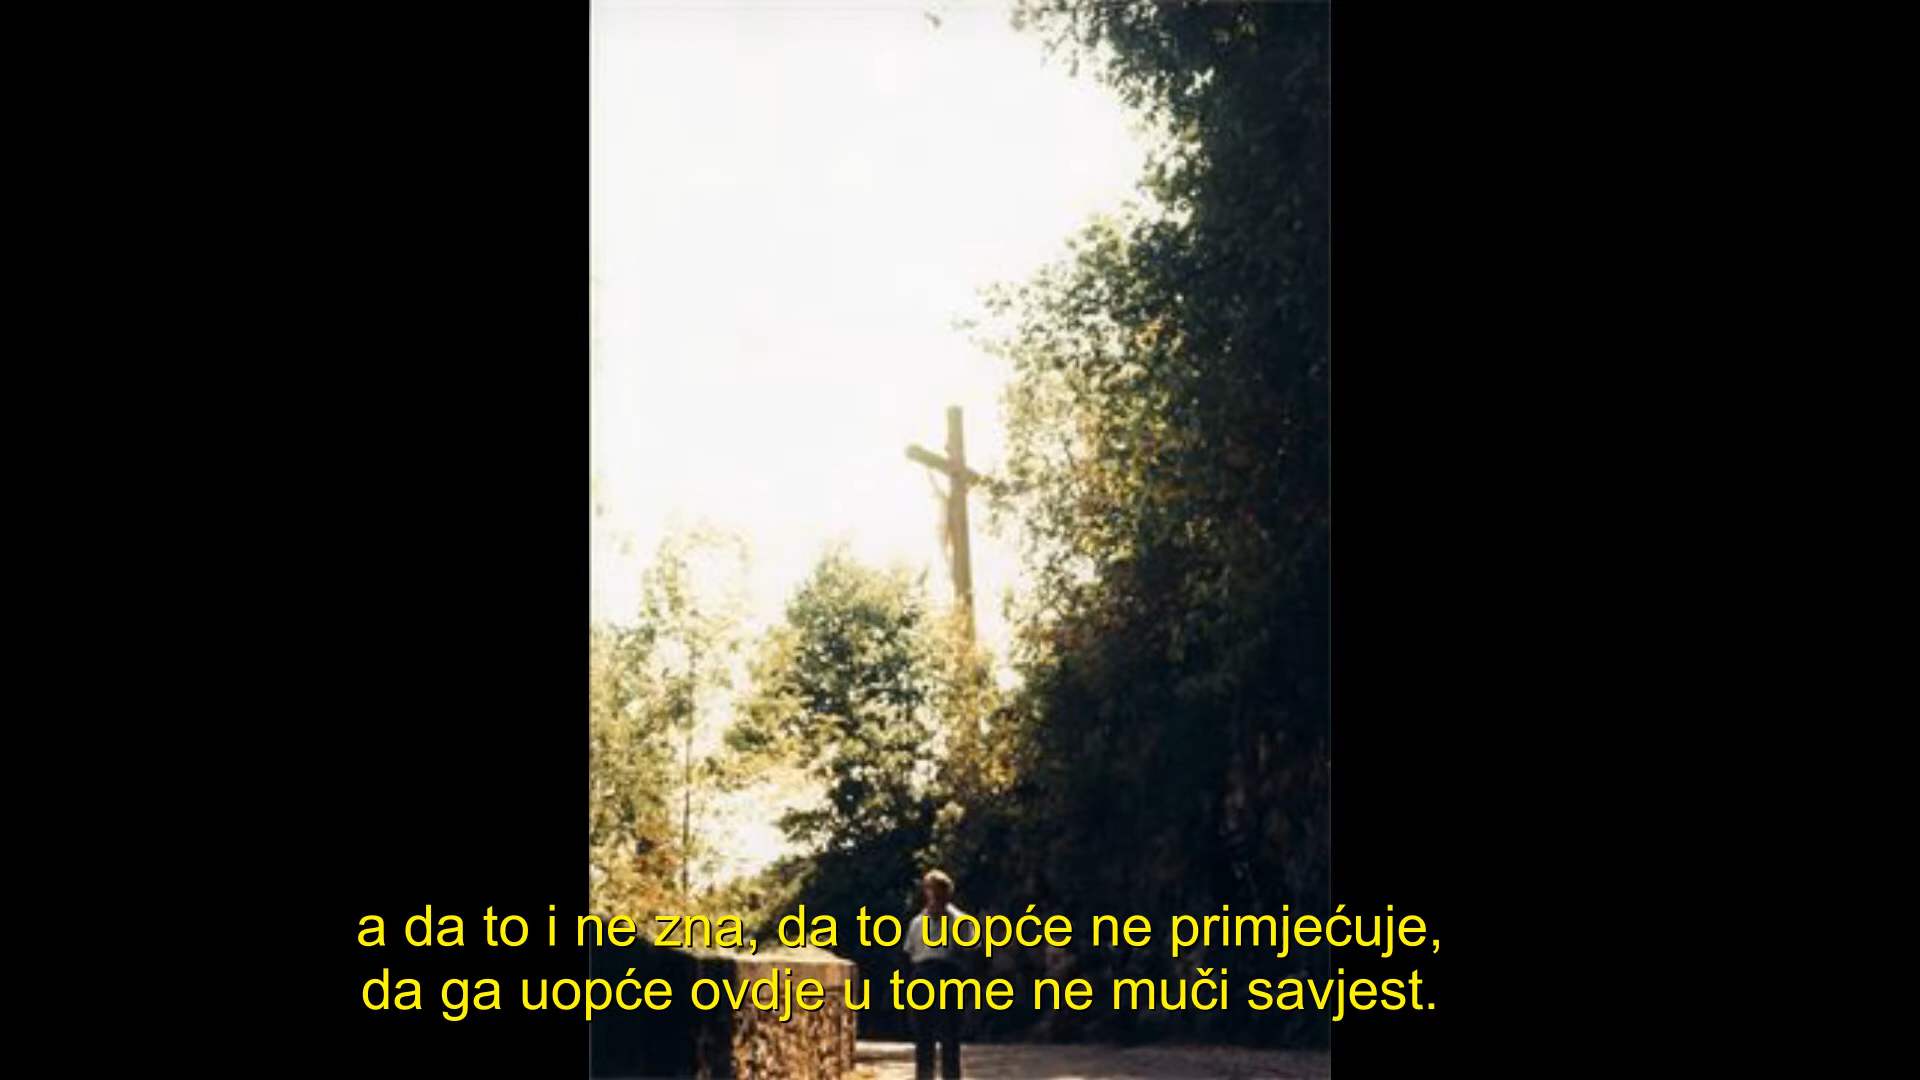 a da to i ne zna, da to uopće ne primjećuje,
da ga uopće ovdje u tome ne muči savjest.